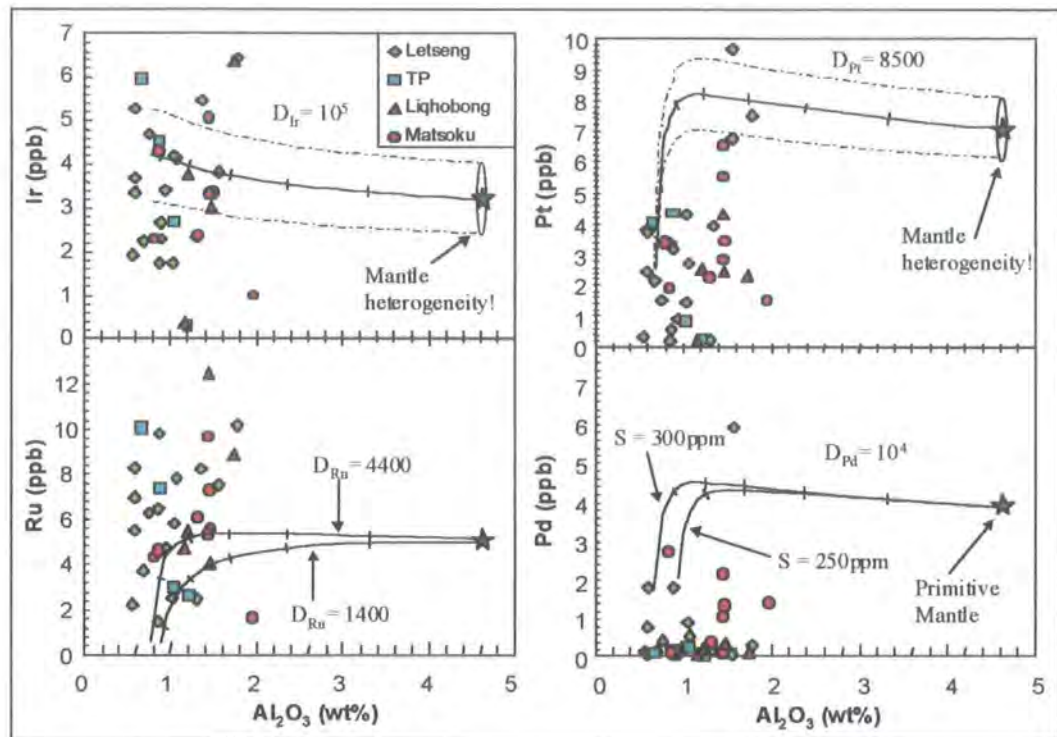 7
6
5
4
3
2
1
0
Ir (ppb)
Letseng
TP
Liqhobong
Matsoku
D_Ir = 10⁵
Mantle
heterogeneity!
10
9
8
7
6
5
4
3
2
1
0
Pt (ppb)
D_Pt = 8500
Mantle
heterogeneity!
12
10
8
6
4
2
0
Ru (ppb)
D_Ru = 4400
D_Ru = 1400
0 1 2 3 4 5
Al₂O₃ (wt%)
7
6
5
4
3
2
1
0
Pd (ppb)
S = 300ppm
D_Pd = 10⁴
S = 250ppm
Primitive
Mantle
0 1 2 3 4 5
Al₂O₃ (wt%)